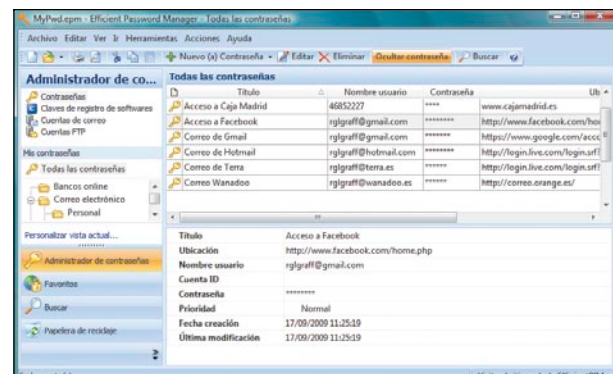 MyPwd.epm - Efficient Password Manager - Todas las contraseñas
Archivo Editar Ver Ir Herramientas Acciones Ayuda
Nuevo (a) Contraseña Editar Eliminar Ocultar contraseña Buscar
Administrador de co...
Contraseñas
Claves de registro de softwares
Cuentas de correo
Cuentas FTP
Mis contraseñas
Todas las contraseñas
Bancos online
Correo electrónico
Personal
Personalizar vista actual...
Administrador de contraseñas
Favoritos
Buscar
Papelera de reciclaje
Todas las contraseñas
Título Nombre usuario Contraseña Ub
Acceso a Caja Madrid 46852227 **** www.cajamadrid.es
Acceso a Facebook rglgraff@gmail.com ******** http://www.facebook.com/ho
Correo de Gmail rglgraff@gmail.com ******* https://www.google.com/acco
Correo de Hotmail rglgraff@hotmail.com ******** http://login.live.com/login.srf?
Correo de Terra rglgraff@terra.es ****** http://login.live.com/login.srf?
Correo Wanadoo rglgraff@wanadoo.es ******* http://correo.orange.es/
Título Acceso a Facebook
Ubicación http://www.facebook.com/home.php
Nombre usuario rglgraff@gmail.com
Cuenta ID
Contraseña ********
Prioridad Normal
Fecha creación 17/09/2009 11:25:19
Última modificación 17/09/2009 11:25:19